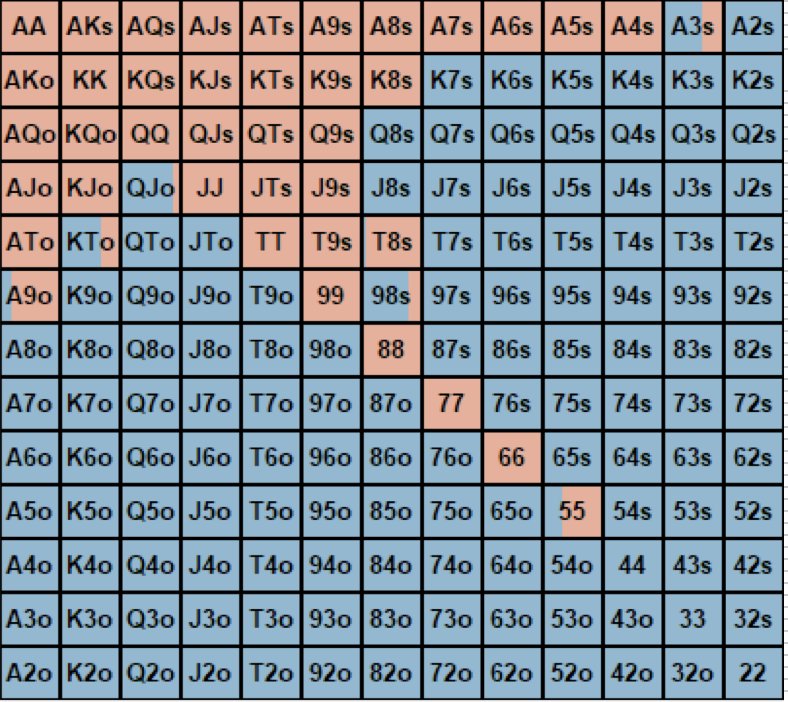 AA AKs AQs AJs ATs A9s A8s A7s A6s A5s A4s A3s A2s
AKo KK KQs KJs KTs K9s K8s K7s K6s K5s K4s K3s K2s
AQo KQo QQ QJs QTs Q9s Q8s Q7s Q6s Q5s Q4s Q3s Q2s
AJo KJo QJo JJ JTs J9s J8s J7s J6s J5s J4s J3s J2s
ATo KTo QTo JTo TT T9s T8s T7s T6s T5s T4s T3s T2s
A9o K9o Q9o J9o T9o 99 98s 97s 96s 95s 94s 93s 92s
A8o K8o Q8o J8o T8o 98o 88 87s 86s 85s 84s 83s 82s
A7o K7o Q7o J7o T7o 97o 87o 77 76s 75s 74s 73s 72s
A6o K6o Q6o J6o T6o 96o 86o 76o 66 65s 64s 63s 62s
A5o K5o Q5o J5o T5o 95o 85o 75o 65o 55 54s 53s 52s
A4o K4o Q4o J4o T4o 94o 84o 74o 64o 54o 44 43s 42s
A3o K3o Q3o J3o T3o 93o 83o 73o 63o 53o 43o 33 32s
A2o K2o Q2o J2o T2o 92o 82o 72o 62o 52o 42o 32o 22